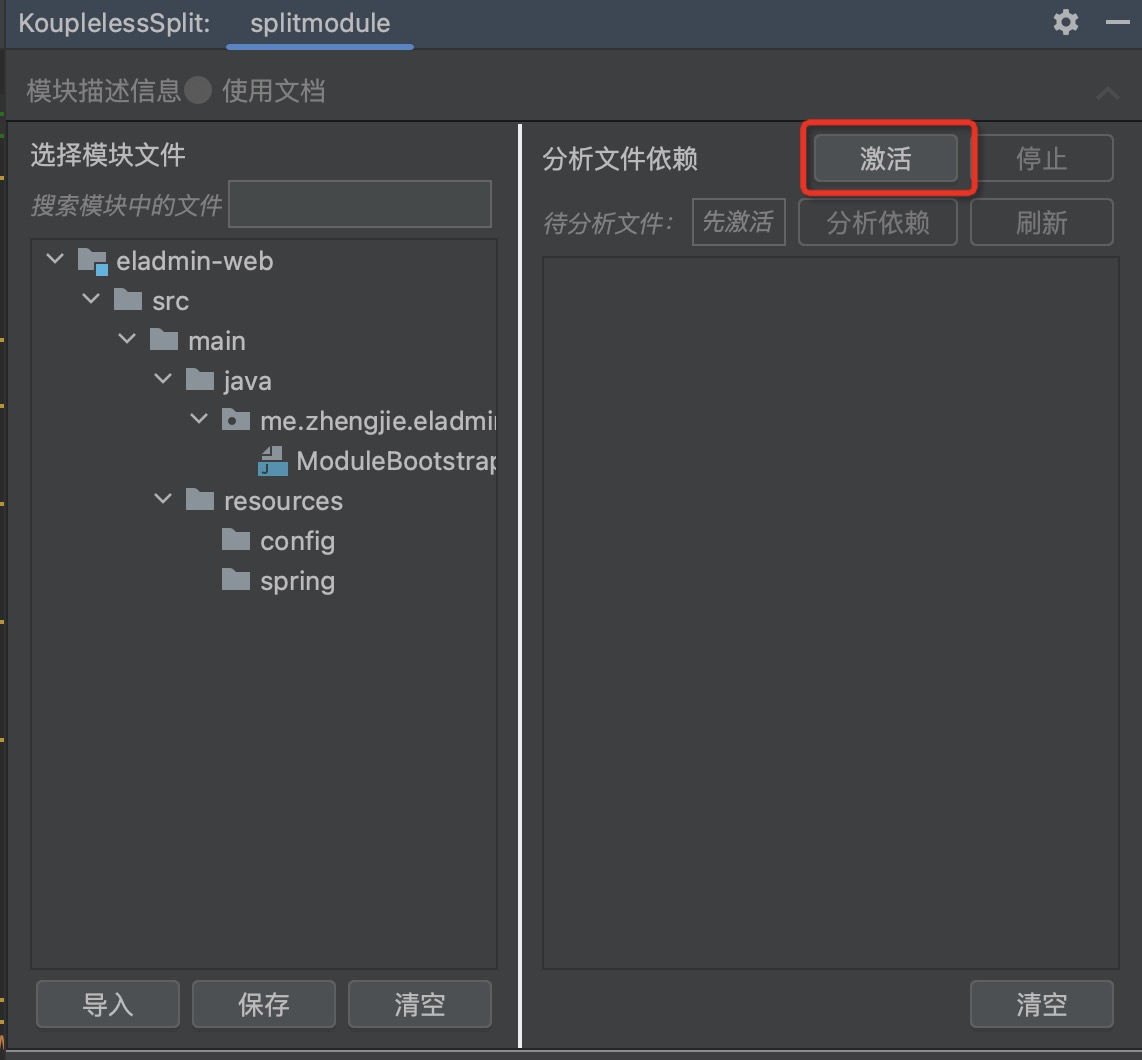 KouplelessSplit: splitmodule
模块描述信息 使用文档
选择模块文件
搜索模块中的文件
eladmin-web
src
main
java
me.zhengjie.eladmi
ModuleBootstrap
resources
config
spring
导入 保存 清空
分析文件依赖 激活 停止
待分析文件： 先激活 分析依赖 刷新
清空